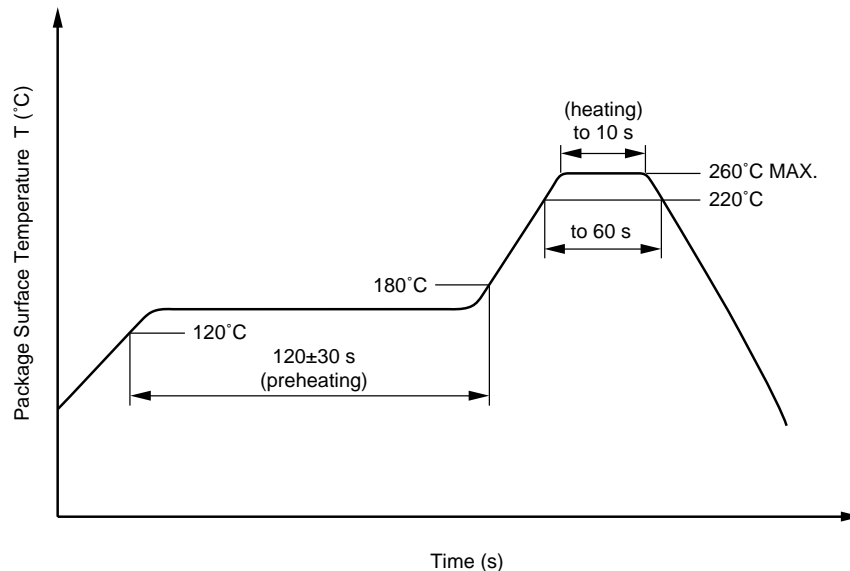 Package Surface Temperature T (˚C)
(heating)
to 10 s
260˚C MAX.
220˚C
to 60 s
180˚C
120˚C
120±30 s
(preheating)
Time (s)